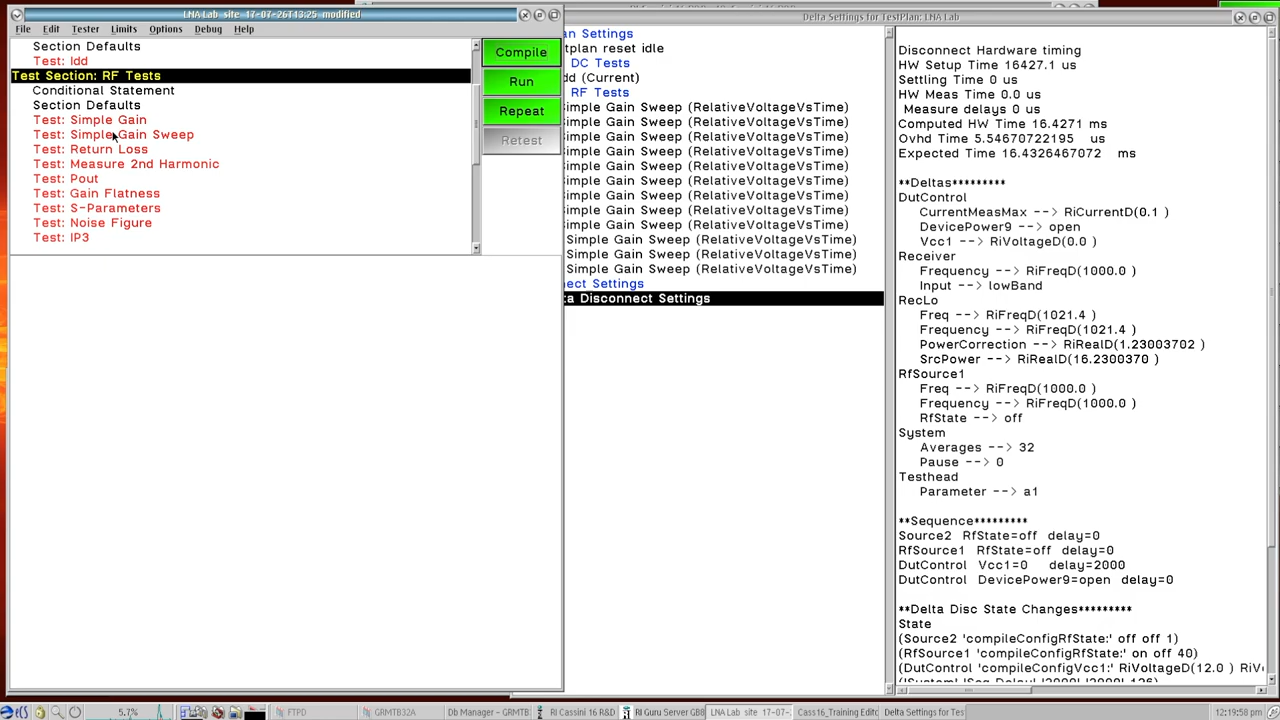 LNA Lab site 17-07-26T13:25 modified
File Edit Tester Limits Options Debug Help
Section Defaults
Test: Idd
Test Section: RF Tests
Conditional Statement
Section Defaults
Test: Simple Gain
Test: Simple Gain Sweep
Test: Return Loss
Test: Measure 2nd Harmonic
Test: Pout
Test: Gain Flatness
Test: S-Parameters
Test: Noise Figure
Test: IP3
Compile
Run
Repeat
Retest
an Settings
tplan reset idle
DC Tests
dd (Current)
RF Tests
imple Gain Sweep (RelativeVoltageVsTime)
imple Gain Sweep (RelativeVoltageVsTime)
imple Gain Sweep (RelativeVoltageVsTime)
imple Gain Sweep (RelativeVoltageVsTime)
imple Gain Sweep (RelativeVoltageVsTime)
imple Gain Sweep (RelativeVoltageVsTime)
imple Gain Sweep (RelativeVoltageVsTime)
imple Gain Sweep (RelativeVoltageVsTime)
imple Gain Sweep (RelativeVoltageVsTime)
Simple Gain Sweep (RelativeVoltageVsTime)
Simple Gain Sweep (RelativeVoltageVsTime)
Simple Gain Sweep (RelativeVoltageVsTime)
ect Settings
ta Disconnect Settings
Delta Settings for TestPlan: LNA Lab
Disconnect Hardware timing
HW Setup Time 16427.1 us
Settling Time 0 us
HW Meas Time 0.0 us
Measure delays 0 us
Computed HW Time 16.4271 ms
Ovhd Time 5.54670722195 us
Expected Time 16.4326467072 ms
**Deltas*********
DutControl
CurrentMeasMax --> RiCurrentD(0.1 )
DevicePower9 --> open
Vcc1 --> RiVoltageD(0.0 )
Receiver
Frequency --> RiFreqD(1000.0 )
Input --> lowBand
RecLo
Freq --> RiFreqD(1021.4 )
Frequency --> RiFreqD(1021.4 )
PowerCorrection --> RiRealD(1.23003702 )
SrcPower --> RiRealD(16.2300370 )
RfSource1
Freq --> RiFreqD(1000.0 )
Frequency --> RiFreqD(1000.0 )
RfState --> off
System
Averages --> 32
Pause --> 0
Testhead
Parameter --> a1
**Sequence*********
Source2 RfState=off delay=0
RfSource1 RfState=off delay=0
DutControl Vcc1=0 delay=2000
DutControl DevicePower9=open delay=0
**Delta Disc State Changes*********
State
(Source2 'compileConfigRfState:' off off 1)
(RfSource1 'compileConfigRfState:' on off 40)
(DutControl 'compileConfigVcc1:' RiVoltageD(12.0 ) RiV
5.7% FTPD GRMTB32A Db Manager - GRMTB RI Cassini 16 R&D RI Guru Server GB8 LNA Lab site 17-07- Cass16_Training Edito Delta Settings for Tes 12:19:58 pm